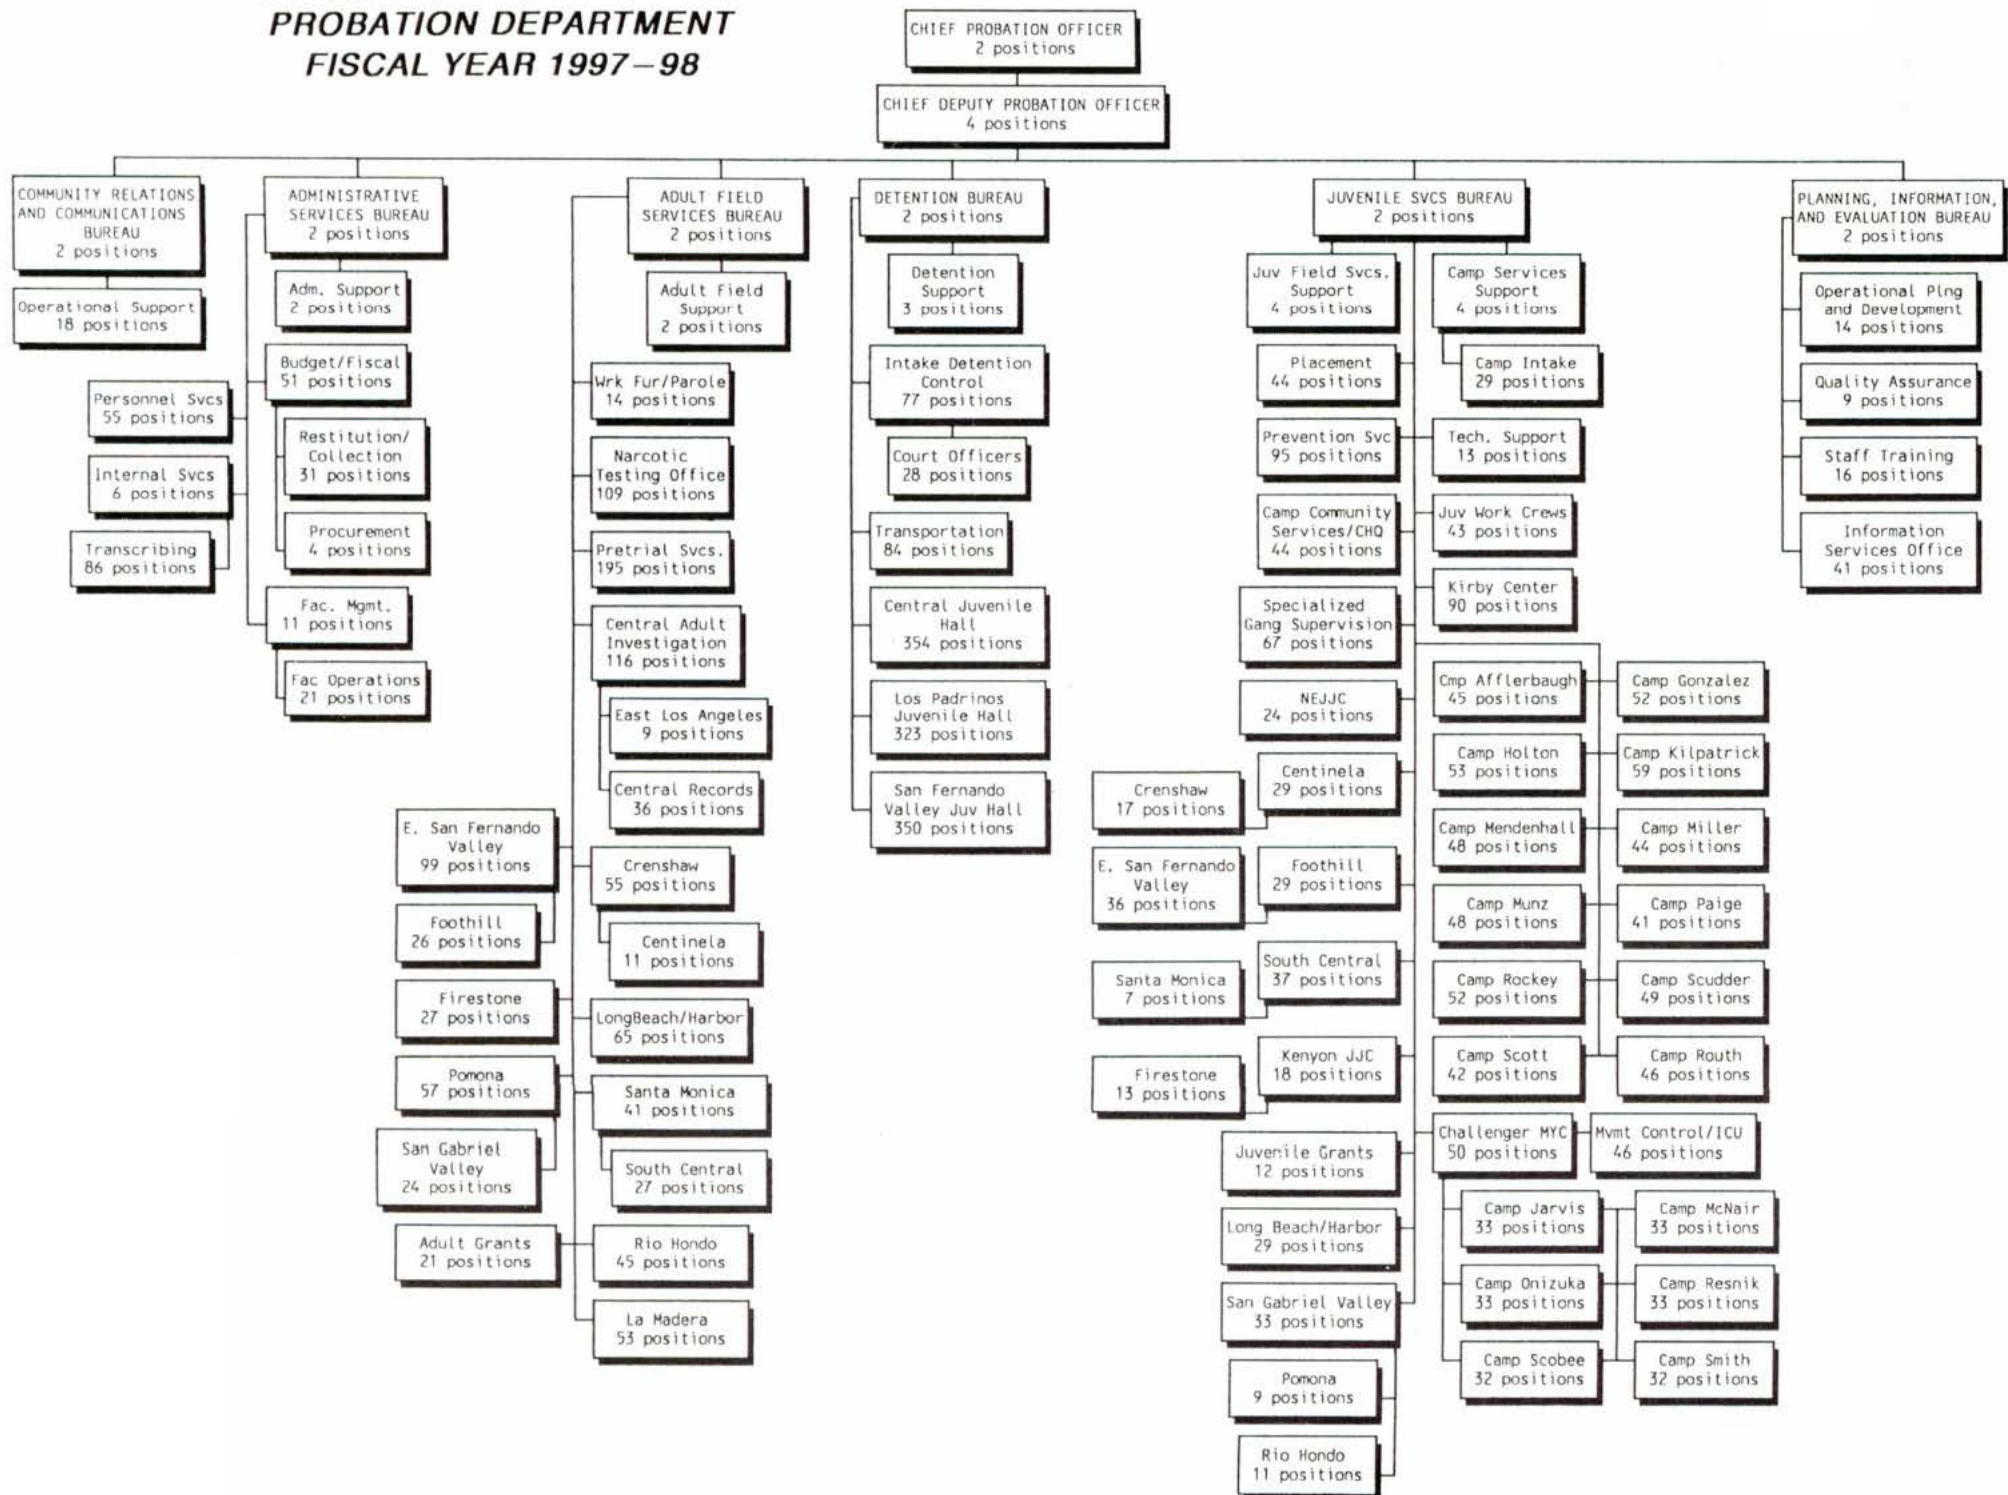 PROBATION DEPARTMENT
FISCAL YEAR 1997–98
CHIEF PROBATION OFFICER
2 positions
CHIEF DEPUTY PROBATION OFFICER
4 positions
COMMUNITY RELATIONS
AND COMMUNICATIONS
BUREAU
2 positions
Operational Support
18 positions
ADMINISTRATIVE
SERVICES BUREAU
2 positions
Adm. Support
2 positions
Budget/Fiscal
51 positions
Personnel Svcs
55 positions
Restitution/
Collection
31 positions
Internal Svcs
6 positions
Procurement
4 positions
Transcribing
86 positions
Fac. Mgmt.
11 positions
Fac Operations
21 positions
ADULT FIELD
SERVICES BUREAU
2 positions
Adult Field
Support
2 positions
Wrk Fur/Parole
14 positions
Narcotic
Testing Office
109 positions
Pretrial Svcs.
195 positions
Central Adult
Investigation
116 positions
East Los Angeles
9 positions
Central Records
36 positions
E. San Fernando
Valley
99 positions
Crenshaw
55 positions
Foothill
26 positions
Centinela
11 positions
Firestone
27 positions
LongBeach/Harbor
65 positions
Pomona
57 positions
Santa Monica
41 positions
San Gabriel
Valley
24 positions
South Central
27 positions
Adult Grants
21 positions
Rio Hondo
45 positions
La Madera
53 positions
DETENTION BUREAU
2 positions
Detention
Support
3 positions
Intake Detention
Control
77 positions
Court Officers
28 positions
Transportation
84 positions
Central Juvenile
Hall
354 positions
Los Padrinos
Juvenile Hall
323 positions
San Fernando
Valley Juv Hall
350 positions
JUVENILE SVCS BUREAU
2 positions
Juv Field Svcs.
Support
4 positions
Camp Services
Support
4 positions
Placement
44 positions
Camp Intake
29 positions
Prevention Svc
95 positions
Tech. Support
13 positions
Camp Community
Services/CHQ
44 positions
Juv Work Crews
43 positions
Specialized
Gang Supervision
67 positions
Kirby Center
90 positions
NEJJC
24 positions
Cmp Afflerbaugh
45 positions
Camp Gonzalez
52 positions
Centinela
29 positions
Crenshaw
17 positions
Camp Holton
53 positions
Camp Kilpatrick
59 positions
Foothill
29 positions
E. San Fernando
Valley
36 positions
Camp Mendenhall
48 positions
Camp Miller
44 positions
Camp Munz
48 positions
Camp Paige
41 positions
South Central
37 positions
Santa Monica
7 positions
Camp Rockey
52 positions
Camp Scudder
49 positions
Kenyon JJC
18 positions
Firestone
13 positions
Camp Scott
42 positions
Camp Routh
46 positions
Juvenile Grants
12 positions
Challenger MYC
50 positions
Mvmt Control/ICU
46 positions
Long Beach/Harbor
29 positions
Camp Jarvis
33 positions
Camp McNair
33 positions
San Gabriel Valley
33 positions
Camp Onizuka
33 positions
Camp Resnik
33 positions
Pomona
9 positions
Camp Scobee
32 positions
Camp Smith
32 positions
Rio Hondo
11 positions
PLANNING, INFORMATION,
AND EVALUATION BUREAU
2 positions
Operational Plng
and Development
14 positions
Quality Assurance
9 positions
Staff Training
16 positions
Information
Services Office
41 positions